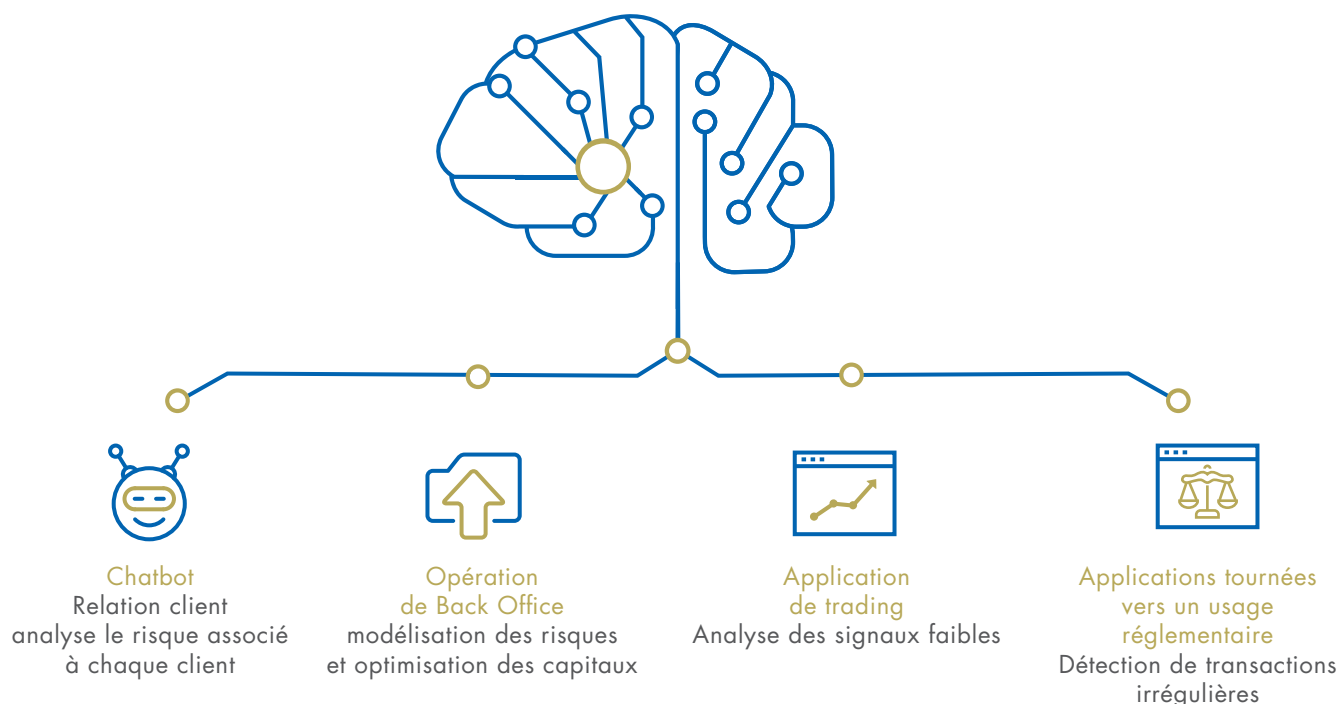 Chatbot
Relation client
analyse le risque associé
à chaque client
Opération
de Back Office
modélisation des risques
et optimisation des capitaux
Application
de trading
Analyse des signaux faibles
Applications tournées
vers un usage
réglementaire
Détection de transactions
irrégulières